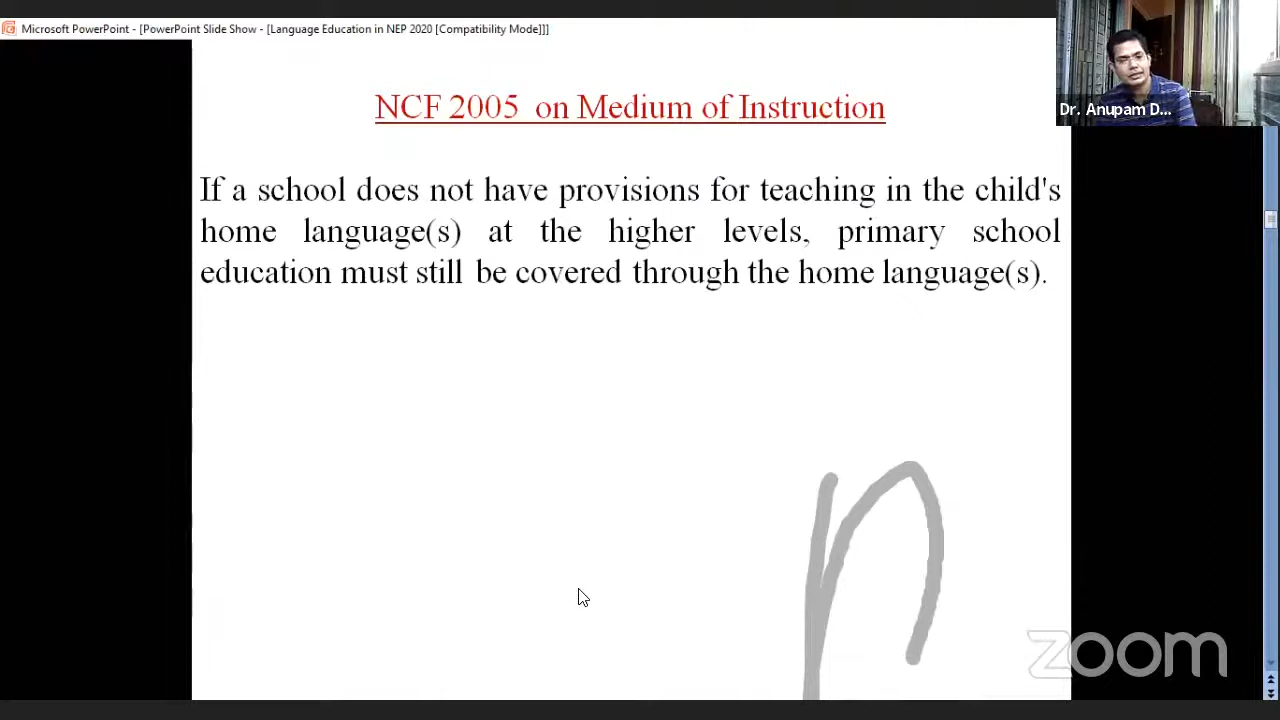 Microsoft PowerPoint - [PowerPoint Slide Show - [Language Education in NEP 2020 [Compatibility Mode]]]
Dr. Anupam D...
NCF 2005 on Medium of Instruction
If a school does not have provisions for teaching in the child's
home language(s) at the higher levels, primary school
education must still be covered through the home language(s).
n
zoom